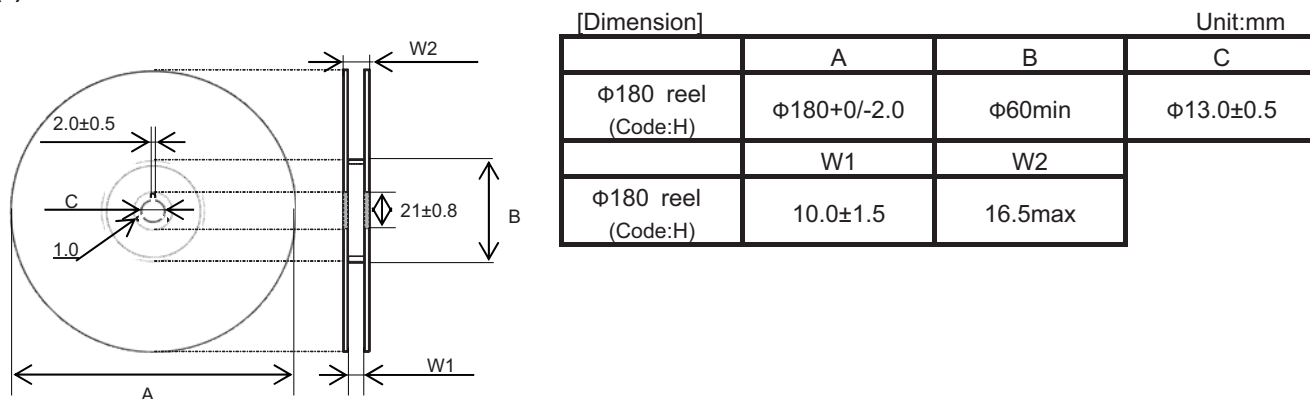 W2
2.0±0.5
C
1.0
21±0.8
B
W1
A
[Dimension] Unit:mm
A B C
Φ180 reel
(Code:H)
Φ180+0/-2.0 Φ60min Φ13.0±0.5
W1 W2
Φ180 reel
(Code:H)
10.0±1.5 16.5max